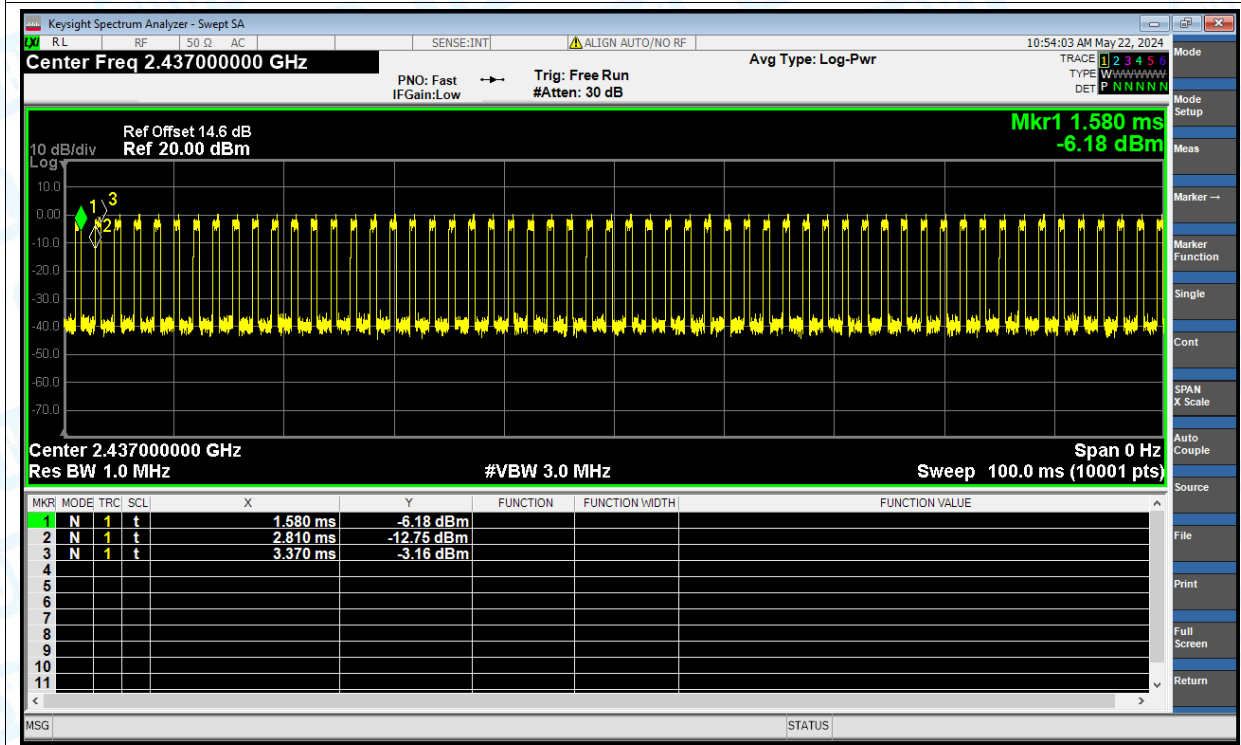 Keysight Spectrum Analyzer - Swept SA
LXI RL RF 50 Ω AC SENSE:INT ALIGN AUTO/NO RF 10:54:03 AM May 22, 2024
Center Freq 2.437000000 GHz
PNO: Fast
IFGain:Low
Trig: Free Run
#Atten: 30 dB
Avg Type: Log-Pwr
TRACE 1 2 3 4 5 6
TYPE WWWWWW
DET P N N N N N
Ref Offset 14.6 dB
10 dB/div Ref 20.00 dBm
Log
Mkr1 1.580 ms
-6.18 dBm
10.0
0.00
-10.0
-20.0
-30.0
-40.0
-50.0
-60.0
-70.0
1
2
3
Center 2.437000000 GHz Span 0 Hz
Res BW 1.0 MHz #VBW 3.0 MHz Sweep 100.0 ms (10001 pts)
MKR MODE TRC SCL X Y FUNCTION FUNCTION WIDTH FUNCTION VALUE
1 N 1 t 1.580 ms -6.18 dBm
2 N 1 t 2.810 ms -12.75 dBm
3 N 1 t 3.370 ms -3.16 dBm
4
5
6
7
8
9
10
11
MSG STATUS
Mode
Mode
Setup
Meas
Marker →
Marker
Function
Single
Cont
SPAN
X Scale
Auto
Couple
Source
File
Print
Full
Screen
Return